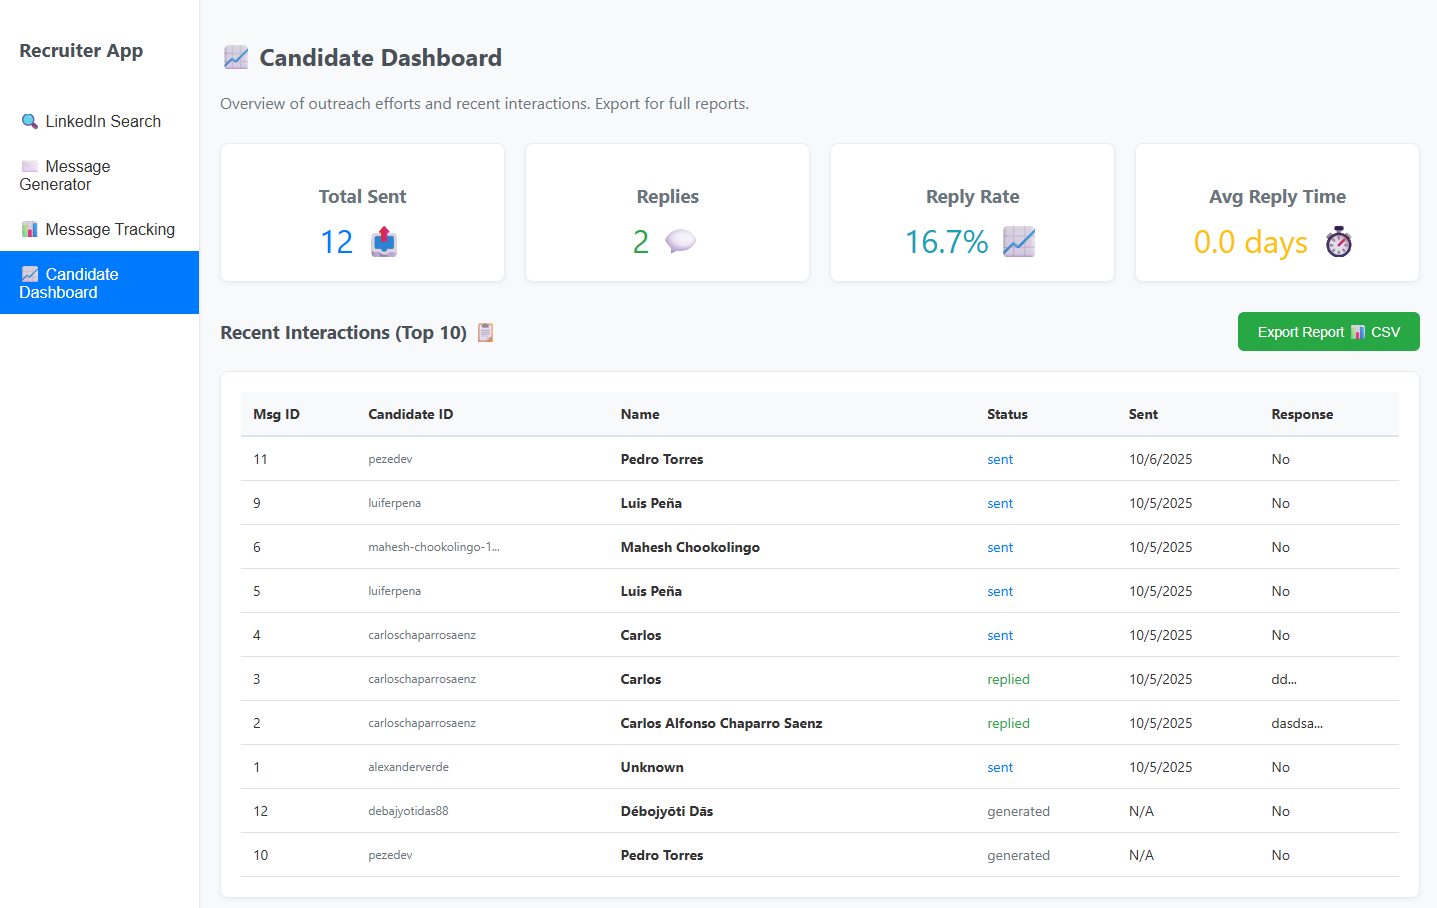 Recruiter App
LinkedIn Search
Message
Generator
Message Tracking
Candidate
Dashboard
Candidate Dashboard
Overview of outreach efforts and recent interactions. Export for full reports.
Total Sent
12
Replies
2
Reply Rate
16.7%
Avg Reply Time
0.0 days
Recent Interactions (Top 10)
Export Report CSV
Msg ID Candidate ID Name Status Sent Response
11 pezedev Pedro Torres sent 10/6/2025 No
9 luiferpena Luis Peña sent 10/5/2025 No
6 mahesh-chookolingo-1... Mahesh Chookolingo sent 10/5/2025 No
5 luiferpena Luis Peña sent 10/5/2025 No
4 carloschaparrosaenz Carlos sent 10/5/2025 No
3 carloschaparrosaenz Carlos replied 10/5/2025 dd...
2 carloschaparrosaenz Carlos Alfonso Chaparro Saenz replied 10/5/2025 dasdsa...
1 alexanderverde Unknown sent 10/5/2025 No
12 debajyotidas88 Débojyōti Dās generated N/A No
10 pezedev Pedro Torres generated N/A No